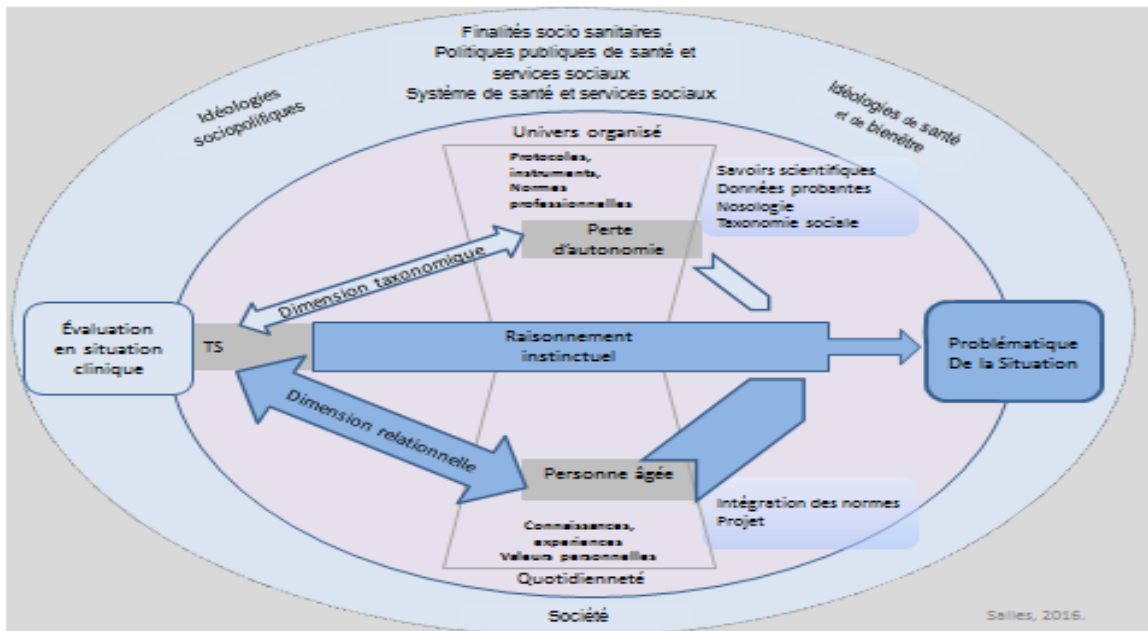 Finalités socio sanitaires
Politiques publiques de santé et
services sociaux
Système de santé et services sociaux
Idéologies
sociopolitiques
Idéologies de santé
et de bienêtre
Univers organisé
Protocoles,
instruments,
Normes
professionnelles
Savoirs scientifiques
Données probantes
Nosologie
Taxonomie sociale
Perte
d'autonomie
Dimension taxonomique
Évaluation
en situation
clinique
TS
Raisonnement
instinctuel
Problématique
De la Situation
Dimension relationnelle
Personne âgée
Intégration des normes
Projet
Connaissances,
experiences
Valeurs personnelles
Quotidienneté
Société
Salles, 2016.